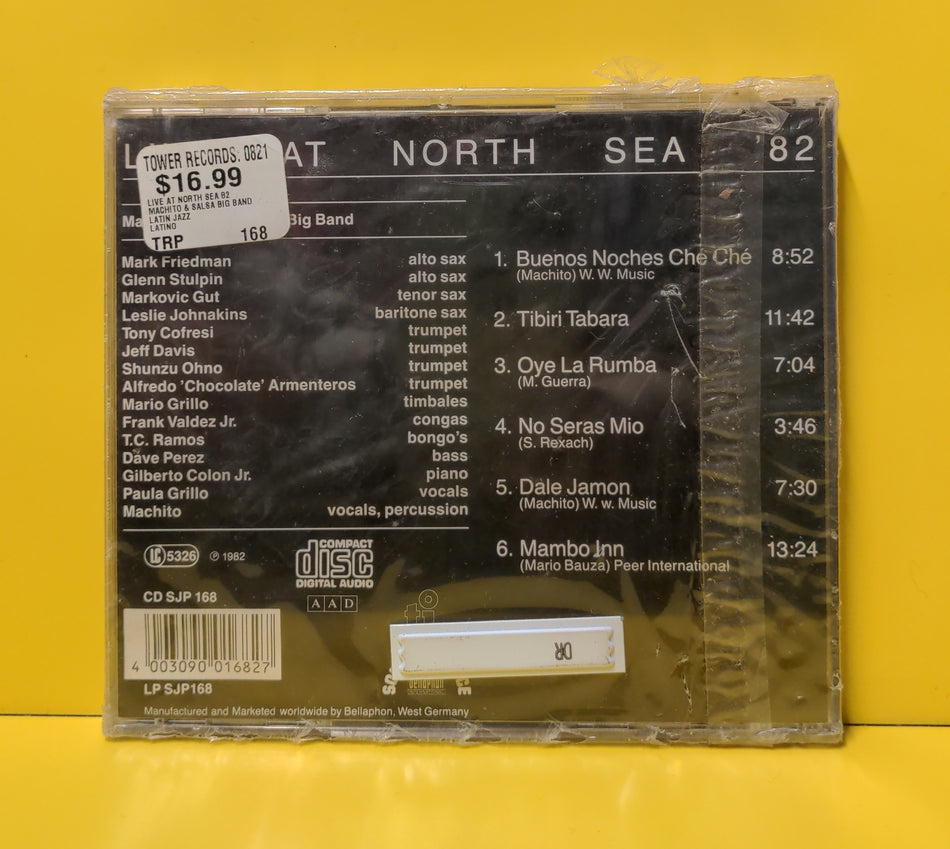 L AT NORTH SEA '82
TOWER RECORDS: 0821
$16.99
LIVE AT NORTH SEA 82
MACHITO & SALSA BIG BAND
LATIN JAZZ
LATINO
TRP 168
Ma Big Band
Mark Friedman alto sax
Glenn Stulpin alto sax
Markovic Gut tenor sax
Leslie Johnakins baritone sax
Tony Cofresi trumpet
Jeff Davis trumpet
Shunzu Ohno trumpet
Alfredo 'Chocolate' Armenteros trumpet
Mario Grillo timbales
Frank Valdez Jr. congas
T.C. Ramos bongo's
Dave Perez bass
Gilberto Colon Jr. piano
Paula Grillo vocals
Machito vocals, percussion
1. Buenos Noches Ché Ché 8:52
(Machito) W. W. Music
2. Tibiri Tabara 11:42
3. Oye La Rumba 7:04
(M. Guerra)
4. No Seras Mio 3:46
(S. Rexach)
5. Dale Jamon 7:30
(Machito) W. w. Music
6. Mambo Inn 13:24
(Mario Bauza) Peer International
LC 5326 ℗ 1982
COMPACT
disc
DIGITAL AUDIO
AAD
CD SJP 168
4 003090 016827
LP SJP168
DR
bellaphon
Manufactured and Marketed worldwide by Bellaphon, West Germany